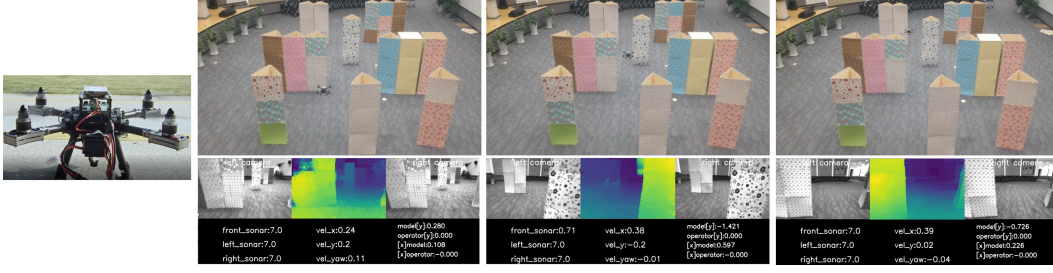 left camera
right camera
front_sonar:7.0
vel_x:0.24
model[y]:0.280
operator[y]:0.000
left_sonar:7.0
vel_y:0.2
[x]model:0.108
[x]operator:-0.000
right_sonar:7.0
vel_yaw:0.11
left camera
right camera
front_sonar:0.71
vel_x:0.38
model[y]:-1.421
operator[y]:0.000
left_sonar:7.0
vel_y:-0.2
[x]model:0.597
[x]operator:-0.000
right_sonar:7.0
vel_yaw:-0.01
left camera
right camera
front_sonar:7.0
vel_x:0.39
model[y]:-0.726
operator[y]:0.000
left_sonar:7.0
vel_y:0.02
[x]model:0.226
[x]operator:-0.000
right_sonar:7.0
vel_yaw:-0.04